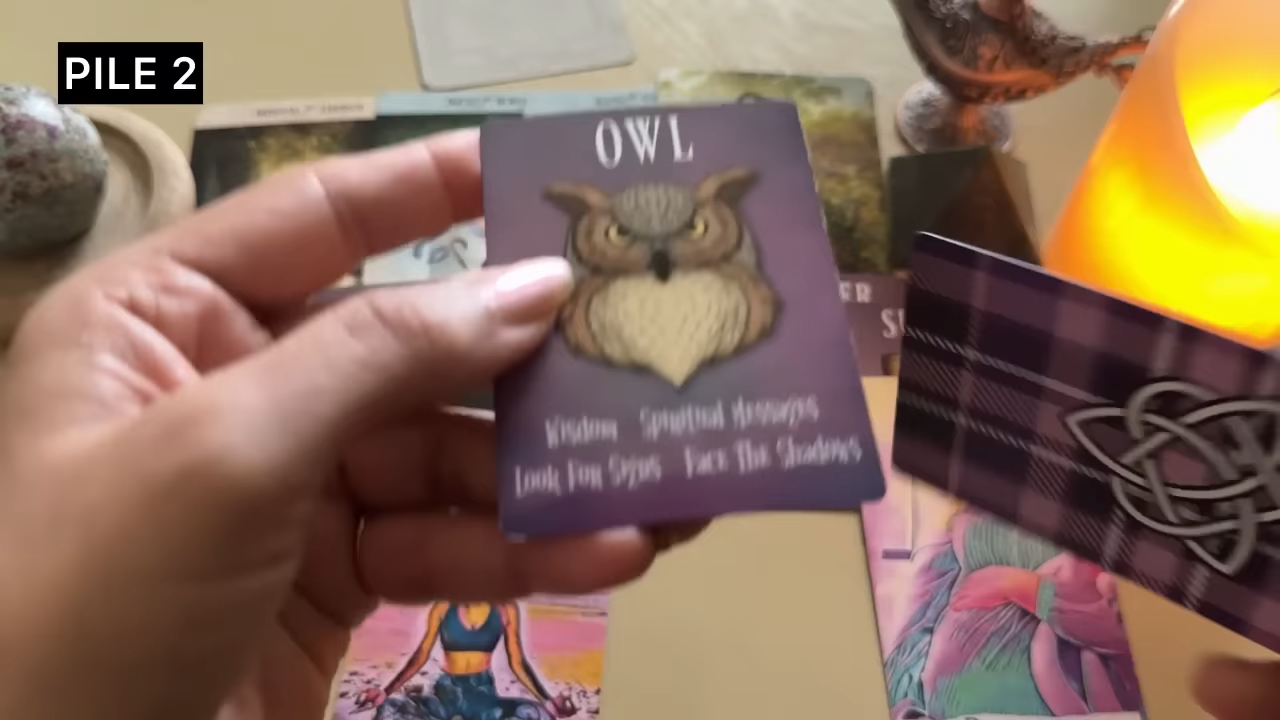 PILE 2
OWL
Wisdom Spiritual Messages
Look For Signs Face The Shadows